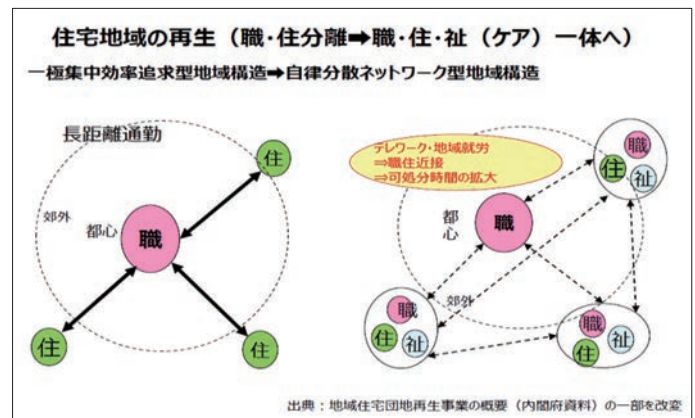 住宅地域の再生（職・住分離➡職・住・祉（ケア）一体へ）
一極集中効率追求型地域構造➡自律分散ネットワーク型地域構造
長距離通勤
住
郊外
都心
職
住
住
テレワーク・地域就労
⇒職住近接
⇒可処分時間の拡大
職
住
祉
都心
職
郊外
職
住
祉
職
住
祉
出典：地域住宅団地再生事業の概要（内閣府資料）の一部を改変